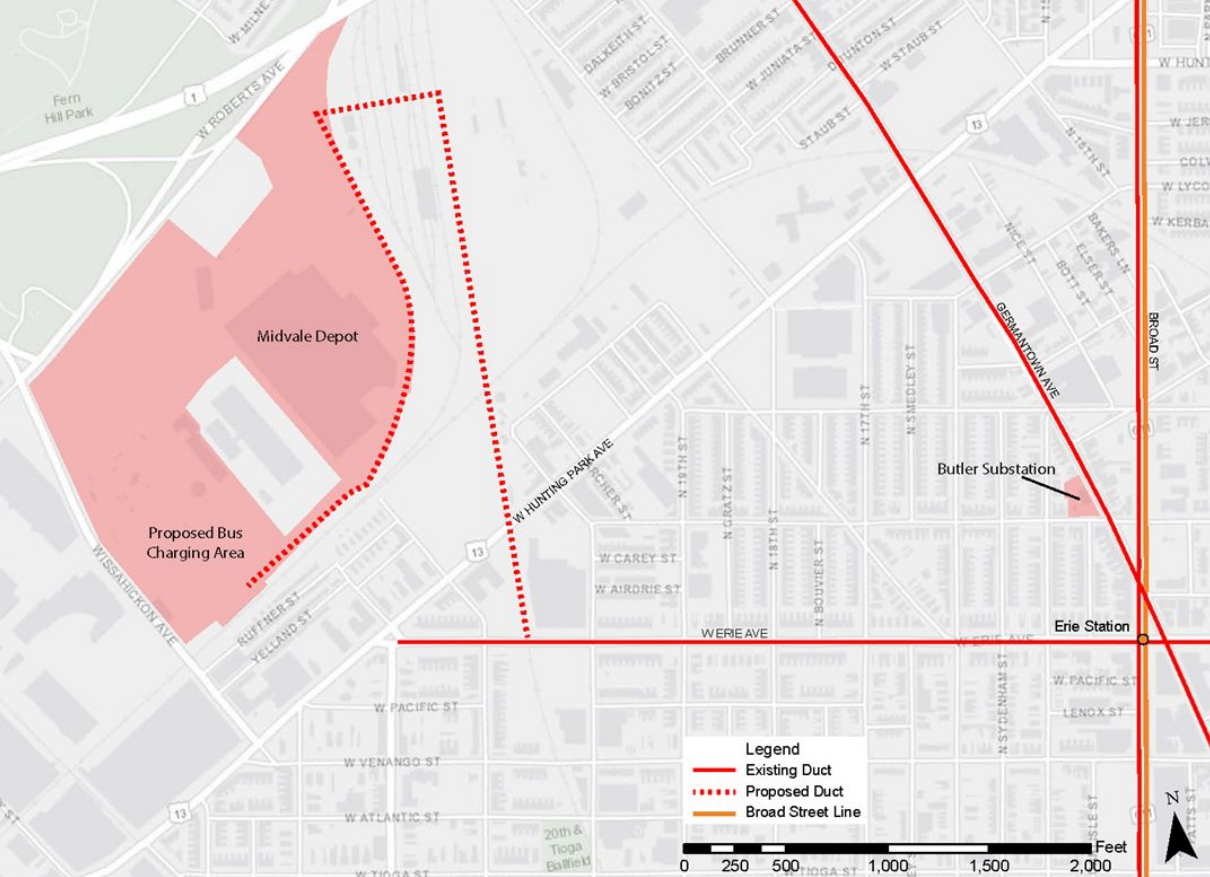 W MILNE
Fern
Hill Park
1
W ROBERTS AVE
DALKEITH ST
W BRISTOL ST
BONITZ ST
BRUNNER ST
W JUNIATA ST
W STAUB ST
STAUB ST
13
N 16TH ST
W HUNT
W JER
W LYCO
W KERBA
NICE ST
BAKERS LN
ELSER ST
BOTT ST
GERMANTOWN AVE
BROAD ST
Midvale Depot
N 17TH ST
N SMEDLEY ST
N 19TH ST
W HUNTING PARK AVE
Butler Substation
N GRATZ ST
N 18TH ST
N BOUVIER ST
Proposed Bus
Charging Area
WISSAHICKON AVE
13
W CAREY ST
W AIRDRIE ST
RUFFNER ST
YELLAND ST
W ERIE AVE
W ERIE AVE
Erie Station
W PACIFIC ST
W PACIFIC ST
LENOX ST
N SYDENHAM ST
W VENANGO ST
W ATLANTIC ST
13
20th &
Tioga
Ballfield
W TIOGA ST
W TIOGA ST
Legend
Existing Duct
Proposed Duct
Broad Street Line
N
Feet
0 250 500 1,000 1,500 2,000